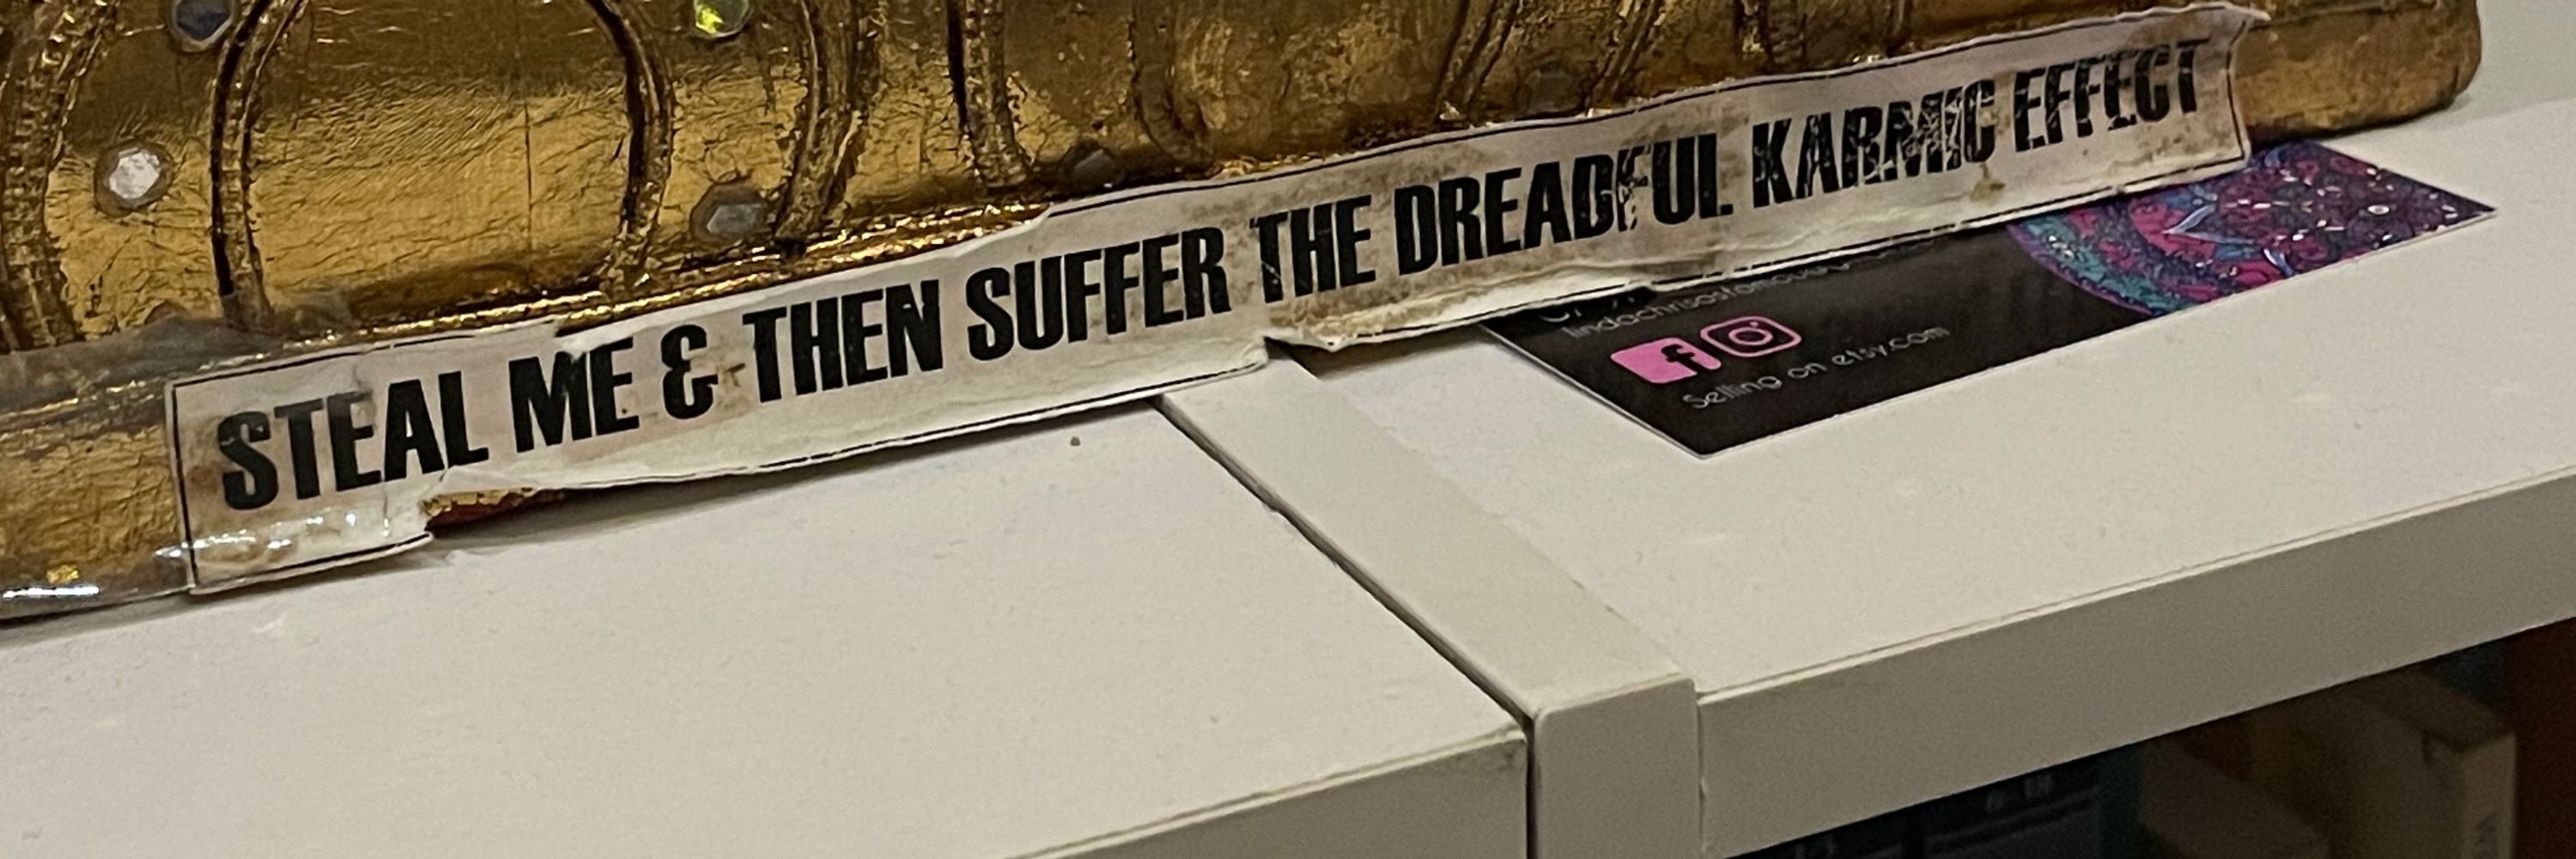 STEAL ME & THEN SUFFER THE DREADFUL KARMIC EFFECT
Selling on etsy.com